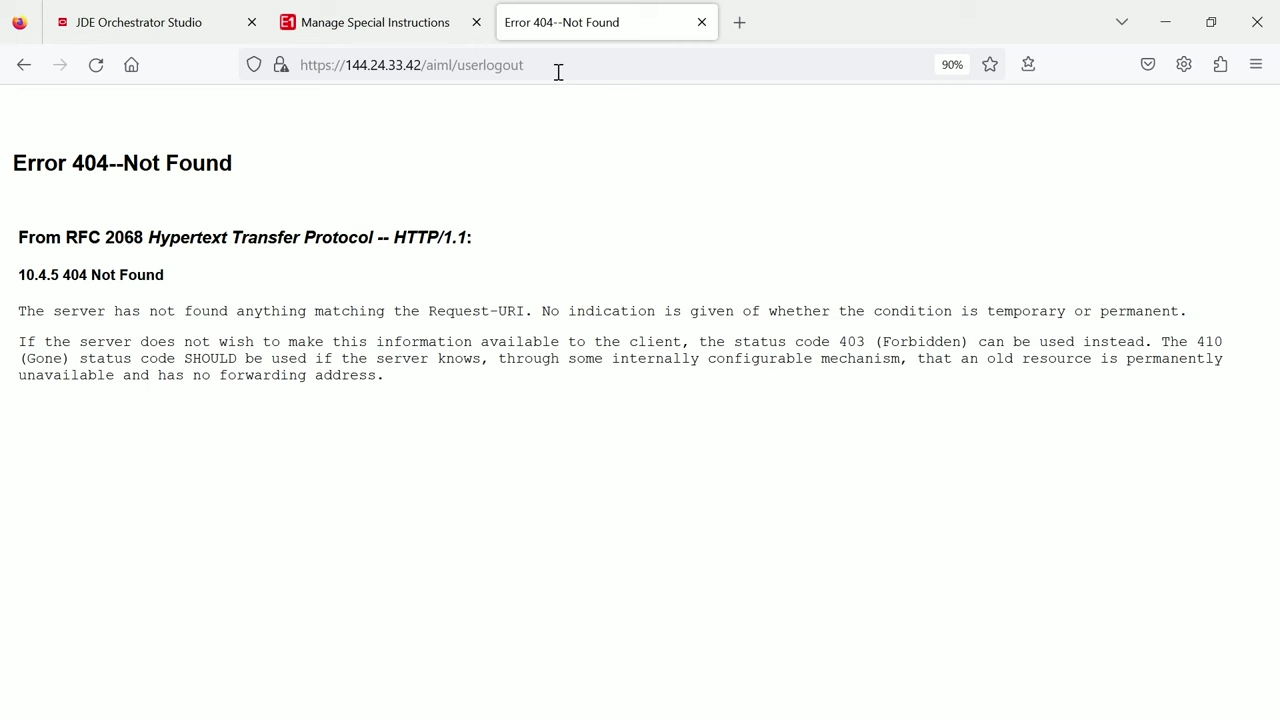 JDE Orchestrator Studio
Manage Special Instructions
Error 404--Not Found
https://144.24.33.42/aiml/userlogout
90%
Error 404--Not Found
From RFC 2068 Hypertext Transfer Protocol -- HTTP/1.1:
10.4.5 404 Not Found
The server has not found anything matching the Request-URI. No indication is given of whether the condition is temporary or permanent.
If the server does not wish to make this information available to the client, the status code 403 (Forbidden) can be used instead. The 410
(Gone) status code SHOULD be used if the server knows, through some internally configurable mechanism, that an old resource is permanently
unavailable and has no forwarding address.